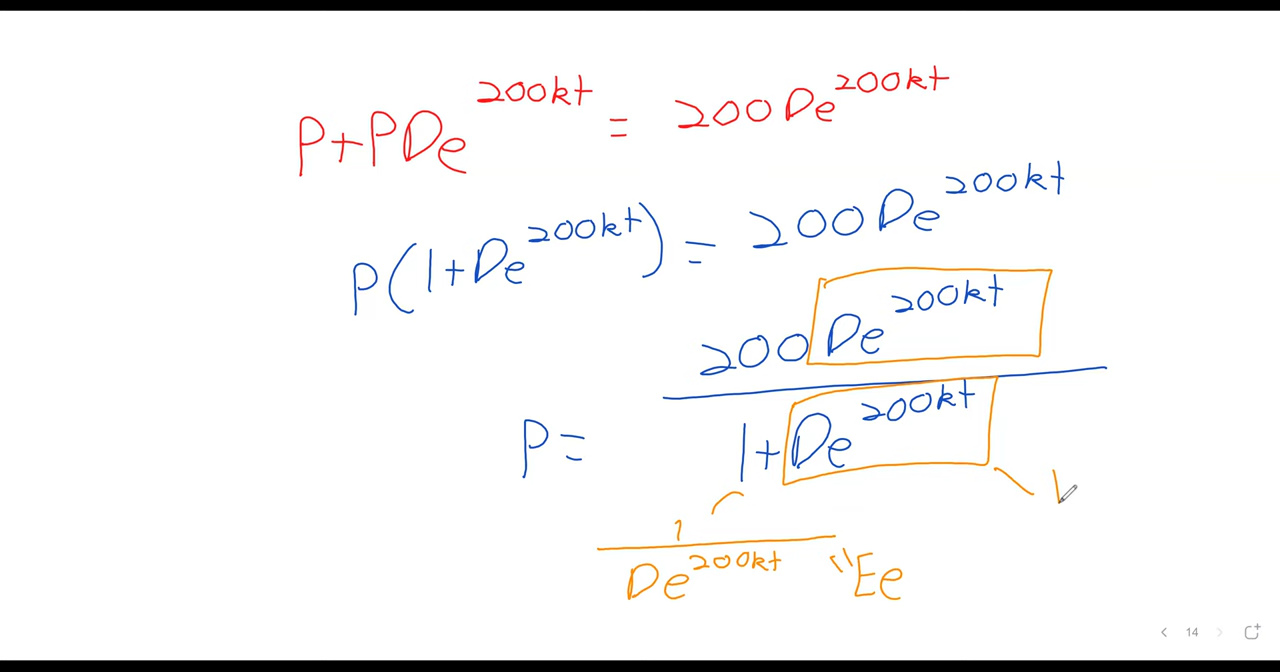 P+PDe^200kt = 200De^200kt
P(1+De^200kt) = 200De^200kt
200De^200kt
P= 1+De^200kt
1
De^200kt "Ee
14